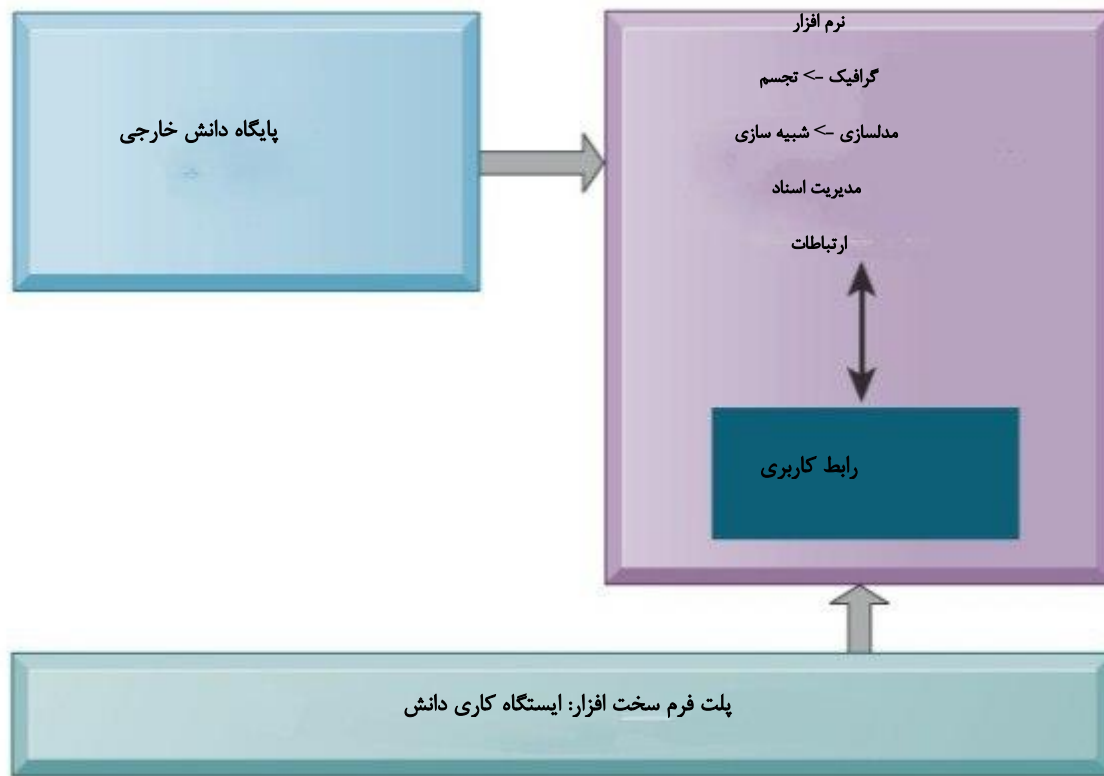 نرم افزار
گرافیک -> تجسم
پایگاه دانش خارجی
مدلسازی -> شبیه سازی
مدیریت اسناد
ارتباطات
رابط کاربری
پلت فرم سخت افزار: ایستگاه کاری دانش